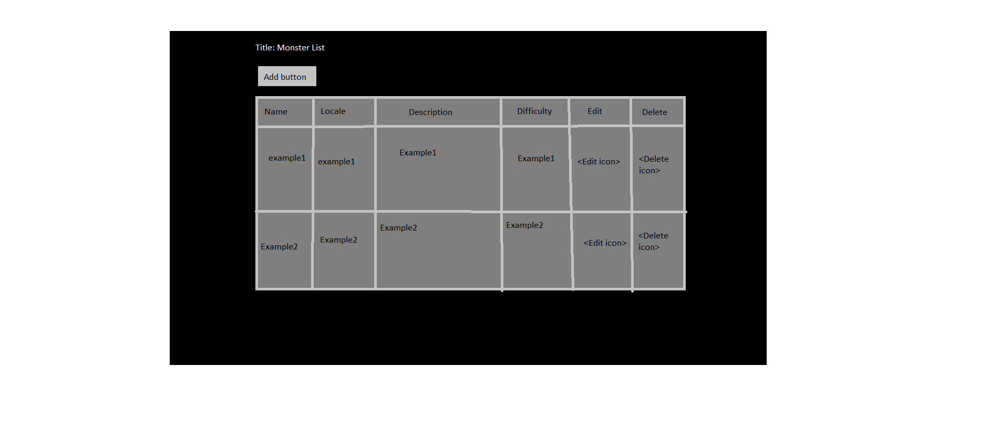 Title: Monster List
Add button
Name
Locale
Description
Difficulty
Edit
Delete
example1
example1
Example1
Example1
<Edit icon>
<Delete
icon>
Example2
Example2
Example2
Example2
<Edit icon>
<Delete
icon>